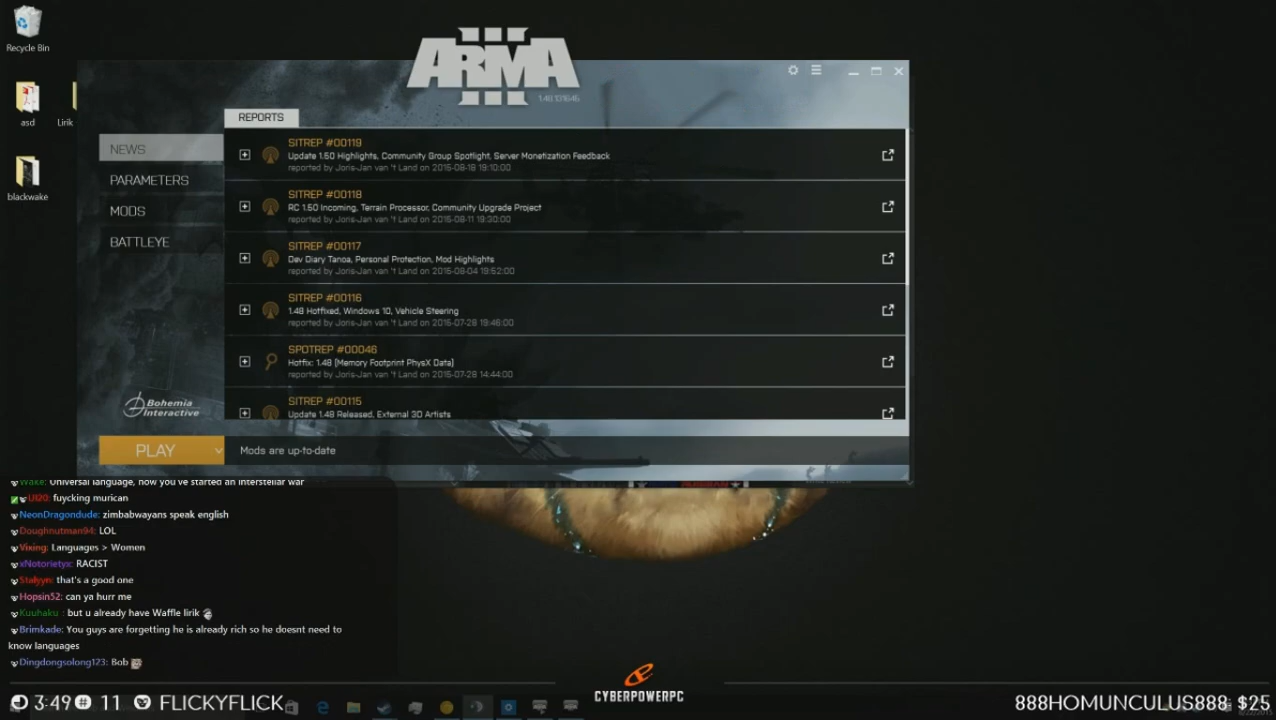 Recycle Bin
asd
Lirik
blackwake
ARMA
III
1.48.131645
REPORTS
NEWS
PARAMETERS
MODS
BATTLEYE
SITREP #00119
Update 1.50 Highlights, Community Group Spotlight, Server Monetization Feedback
reported by Joris-Jan van 't Land on 2015-08-18 19:10:00
SITREP #00118
RC 1.50 Incoming, Terrain Processor, Community Upgrade Project
reported by Joris-Jan van 't Land on 2015-08-11 19:30:00
SITREP #00117
Dev Diary Tanoa, Personal Protection, Mod Highlights
reported by Joris-Jan van 't Land on 2015-08-04 19:52:00
SITREP #00116
1.48 Hotfixed, Windows 10, Vehicle Steering
reported by Joris-Jan van 't Land on 2015-07-28 19:46:00
SPOTREP #00046
Hotfix: 1.48 (Memory Footprint PhysX Data)
reported by Joris-Jan van 't Land on 2015-07-28 14:44:00
SITREP #00115
Update 1.48 Released, External 3D Artists
Bohemia
Interactive
PLAY
Mods are up-to-date
RUSSIAN
Wake: Universal language, now you've started an interstellar war
UI20: fuycking murican
NeonDragondude: zimbabwayans speak english
Doughnutman94: LOL
Vixing: Languages > Women
xNotorietyx: RACIST
Stalyyn: that's a good one
Hopsin52: can ya hurr me
Kuuhaku : but u already have Waffle lirik
Brimkade: You guys are forgetting he is already rich so he doesnt need to
know languages
Dingdongsolong123: Bob
3:49 # 11 FLICKYFLICK
CYBERPOWERPC
888HOMUNCULUS888: $25